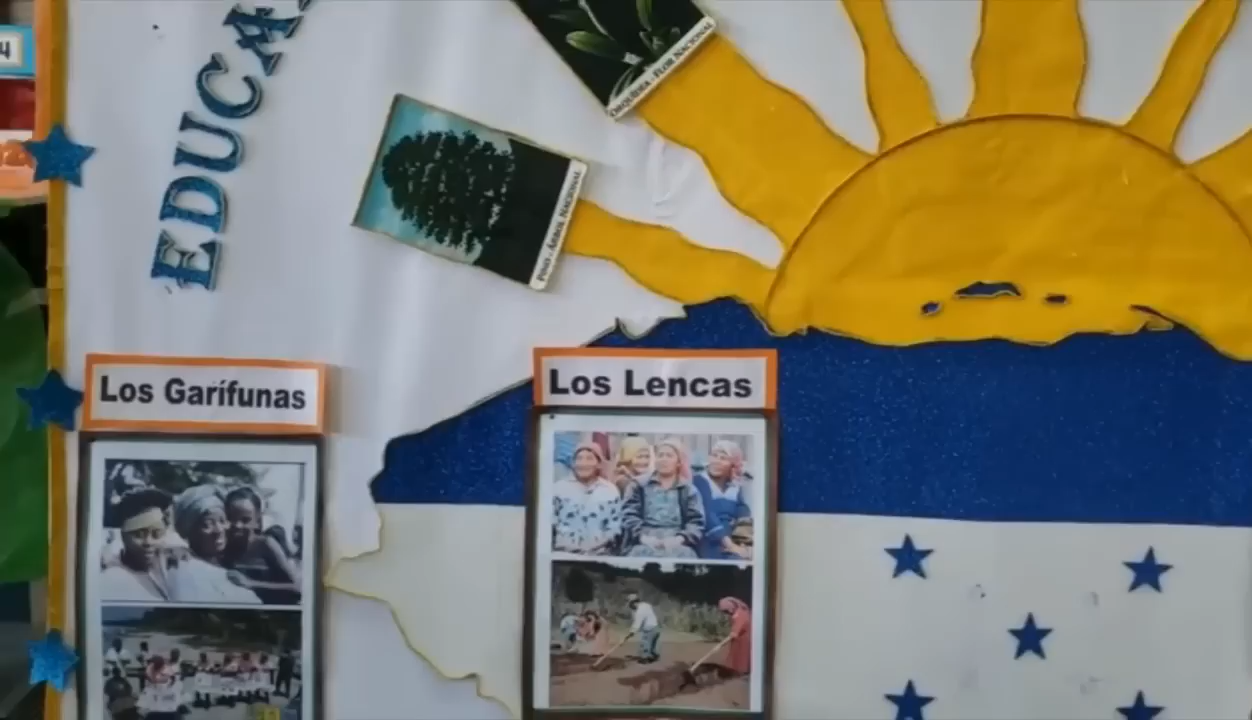 EDUCA
ORQUÍDEA - FLOR NACIONAL
PINO - ÁRBOL NACIONAL
Los Garífunas
Los Lencas